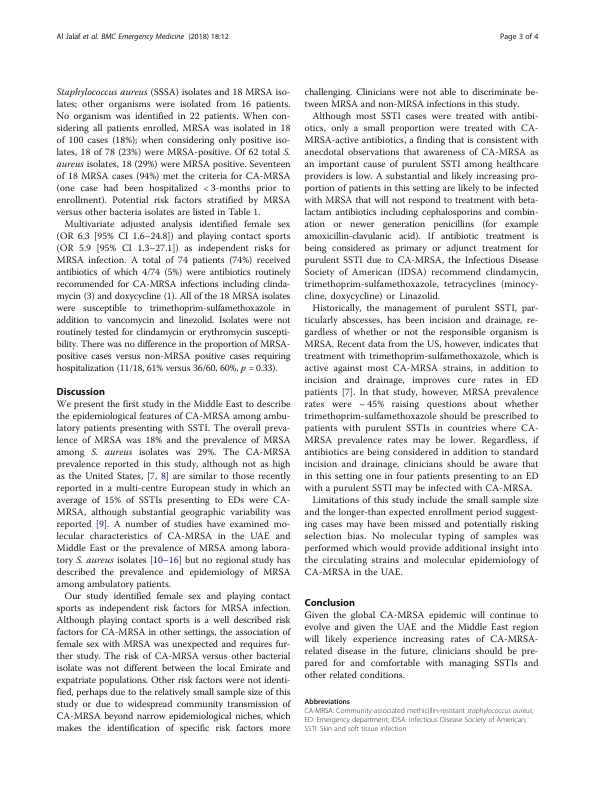 Al Jalaf et al. BMC Emergency Medicine (2018) 18:12
Page 3 of 4
Staphylococcus aureus (SSSA) isolates and 18 MRSA iso-
lates; other organisms were isolated from 16 patients.
No organism was identified in 22 patients. When con-
sidering all patients enrolled, MRSA was isolated in 18
of 100 cases (18%); when considering only positive iso-
lates, 18 of 78 (23%) were MRSA-positive. Of 62 total S.
aureus isolates, 18 (29%) were MRSA positive. Seventeen
of 18 MRSA cases (94%) met the criteria for CA-MRSA
(one case had been hospitalized < 3-months prior to
enrollment). Potential risk factors stratified by MRSA
versus other bacteria isolates are listed in Table 1.
Multivariate adjusted analysis identified female sex
(OR 6.3 [95% CI 1.6–24.8]) and playing contact sports
(OR 5.9 [95% CI 1.3–27.1]) as independent risks for
MRSA infection. A total of 74 patients (74%) received
antibiotics of which 4/74 (5%) were antibiotics routinely
recommended for CA-MRSA infections including clinda-
mycin (3) and doxycycline (1). All of the 18 MRSA isolates
were susceptible to trimethoprim-sulfamethoxazole in
addition to vancomycin and linezolid. Isolates were not
routinely tested for clindamycin or erythromycin suscepti-
bility. There was no difference in the proportion of MRSA-
positive cases versus non-MRSA positive cases requiring
hospitalization (11/18, 61% versus 36/60, 60%, p = 0.33).
Discussion
We present the first study in the Middle East to describe
the epidemiological features of CA-MRSA among ambu-
latory patients presenting with SSTI. The overall preva-
lence of MRSA was 18% and the prevalence of MRSA
among S. aureus isolates was 29%. The CA-MRSA
prevalence reported in this study, although not as high
as the United States, [7, 8] are similar to those recently
reported in a multi-centre European study in which an
average of 15% of SSTIs presenting to EDs were CA-
MRSA, although substantial geographic variability was
reported [9]. A number of studies have examined mo-
lecular characteristics of CA-MRSA in the UAE and
Middle East or the prevalence of MRSA among labora-
tory S. aureus isolates [10–16] but no regional study has
described the prevalence and epidemiology of MRSA
among ambulatory patients.
Our study identified female sex and playing contact
sports as independent risk factors for MRSA infection.
Although playing contact sports is a well described risk
factors for CA-MRSA in other settings, the association of
female sex with MRSA was unexpected and requires fur-
ther study. The risk of CA-MRSA versus other bacterial
isolate was not different between the local Emirate and
expatriate populations. Other risk factors were not identi-
fied, perhaps due to the relatively small sample size of this
study or due to widespread community transmission of
CA-MRSA beyond narrow epidemiological niches, which
makes the identification of specific risk factors more
challenging. Clinicians were not able to discriminate be-
tween MRSA and non-MRSA infections in this study.
Although most SSTI cases were treated with antibi-
otics, only a small proportion were treated with CA-
MRSA-active antibiotics, a finding that is consistent with
anecdotal observations that awareness of CA-MRSA as
an important cause of purulent SSTI among healthcare
providers is low. A substantial and likely increasing pro-
portion of patients in this setting are likely to be infected
with MRSA that will not respond to treatment with beta-
lactam antibiotics including cephalosporins and combin-
ation or newer generation penicillins (for example
amoxicillin-clavulanic acid). If antibiotic treatment is
being considered as primary or adjunct treatment for
purulent SSTI due to CA-MRSA, the Infectious Disease
Society of American (IDSA) recommend clindamycin,
trimethoprim-sulfamethoxazole, tetracyclines (minocy-
cline, doxycycline) or Linazolid.
Historically, the management of purulent SSTI, par-
ticularly abscesses, has been incision and drainage, re-
gardless of whether or not the responsible organism is
MRSA. Recent data from the US, however, indicates that
treatment with trimethoprim-sulfamethoxazole, which is
active against most CA-MRSA strains, in addition to
incision and drainage, improves cure rates in ED
patients [7]. In that study, however, MRSA prevalence
rates were ~ 45% raising questions about whether
trimethoprim-sulfamethoxazole should be prescribed to
patients with purulent SSTIs in countries where CA-
MRSA prevalence rates may be lower. Regardless, if
antibiotics are being considered in addition to standard
incision and drainage, clinicians should be aware that
in this setting one in four patients presenting to an ED
with a purulent SSTI may be infected with CA-MRSA.
Limitations of this study include the small sample size
and the longer-than expected enrollment period suggest-
ing cases may have been missed and potentially risking
selection bias. No molecular typing of samples was
performed which would provide additional insight into
the circulating strains and molecular epidemiology of
CA-MRSA in the UAE.
Conclusion
Given the global CA-MRSA epidemic will continue to
evolve and given the UAE and the Middle East region
will likely experience increasing rates of CA-MRSA-
related disease in the future, clinicians should be pre-
pared for and comfortable with managing SSTIs and
other related conditions.
Abbreviations
CA-MRSA: Community-associated methicillin-resistant staphylococcus aureus;
ED: Emergency department; IDSA: Infectious Disease Society of American;
SSTI: Skin and soft tissue infection